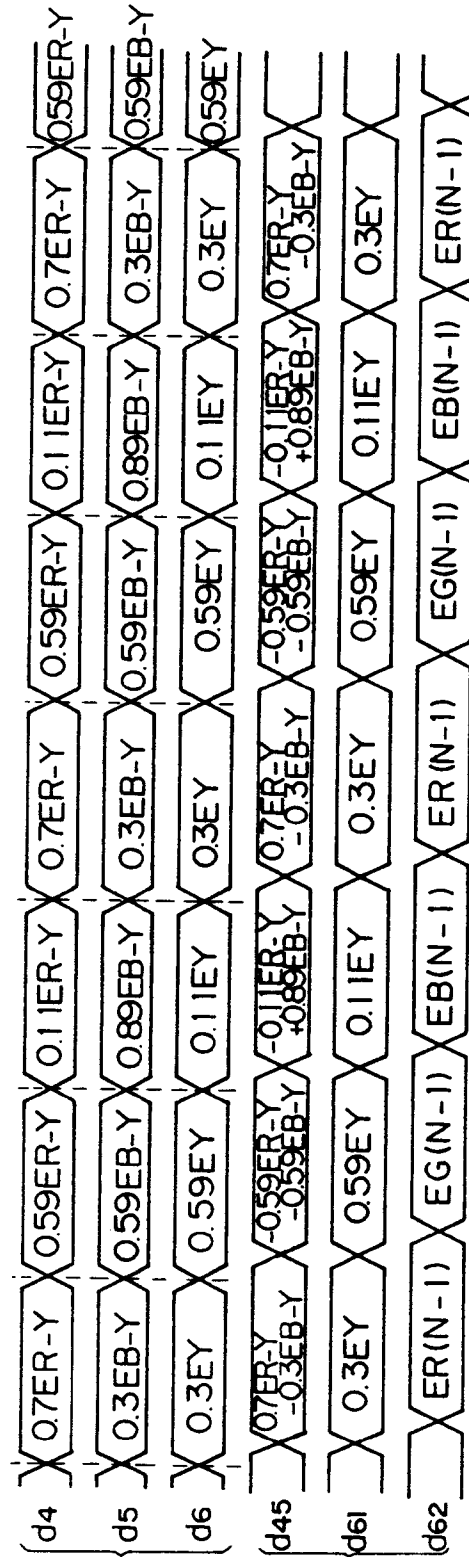 d4 0.7ER-Y 0.59ER-Y 0.11ER-Y 0.7ER-Y 0.59ER-Y 0.11ER-Y 0.7ER-Y 0.59ER-Y
d5 0.3EB-Y 0.59EB-Y 0.89EB-Y 0.3EB-Y 0.59EB-Y 0.89EB-Y 0.3EB-Y 0.59EB-Y
d6 0.3EY 0.59EY 0.11EY 0.3EY 0.59EY 0.11EY 0.3EY 0.59EY
d45 0.7ER-Y -0.59ER-Y -0.11ER-Y 0.7ER-Y -0.59ER-Y -0.11ER-Y 0.7ER-Y
-0.3EB-Y -0.59EB-Y +0.89EB-Y -0.3EB-Y -0.59EB-Y +0.89EB-Y -0.3EB-Y
d61 0.3EY 0.59EY 0.11EY 0.3EY 0.59EY 0.11EY 0.3EY
d62 ER(N-1) EG(N-1) EB(N-1) ER(N-1) EG(N-1) EB(N-1) ER(N-1)